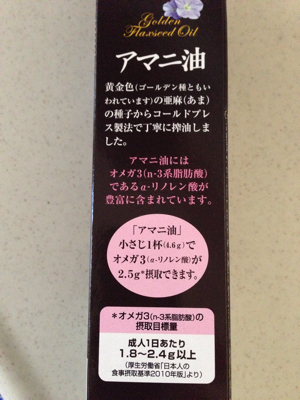 Golden
Flaxseed Oil
アマニ油
黄金色(ゴールデン種ともい
われています)の亜麻(あま)
の種子からコールドプレ
ス製法で丁寧に搾油しま
した。
アマニ油には
オメガ3(n-3系脂肪酸)
であるα-リノレン酸が
豊富に含まれています。
「アマニ油」
小さじ1杯(4.6g)で
オメガ3(α-リノレン酸)が
2.5g*摂取できます。
＊オメガ3(n-3系脂肪酸)の
摂取目標量
成人1日あたり
1.8〜2.4g以上
(厚生労働省「日本人の
食事摂取基準2010年版」より)